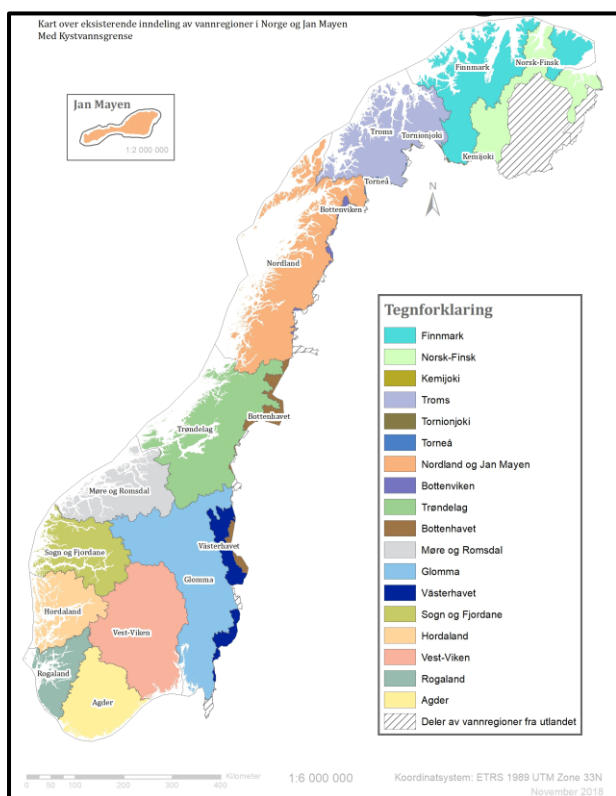 Kart over eksisterende inndeling av vannregioner i Norge og Jan Mayen
Med Kystvannsgrense
Jan Mayen
1:2 000 000
Finnmark
Norsk-Finsk
Troms
Tornionjoki
Kemijoki
Torneå
N
Bottenviken
Nordland
Bottenhavet
Trøndelag
Møre og Romsdal
Sogn og Fjordane
Västerhavet
Glomma
Hordaland
Vest-Viken
Rogaland
Agder
Tegnforklaring
Finnmark
Norsk-Finsk
Kemijoki
Troms
Tornionjoki
Torneå
Nordland og Jan Mayen
Bottenviken
Trøndelag
Bottenhavet
Møre og Romsdal
Glomma
Västerhavet
Sogn og Fjordane
Hordaland
Vest-Viken
Rogaland
Agder
Deler av vannregioner fra utlandet
Kilometer
0 50 100 200 300 400
1:6 000 000
Koordinatsystem: ETRS 1989 UTM Zone 33N
November 2018